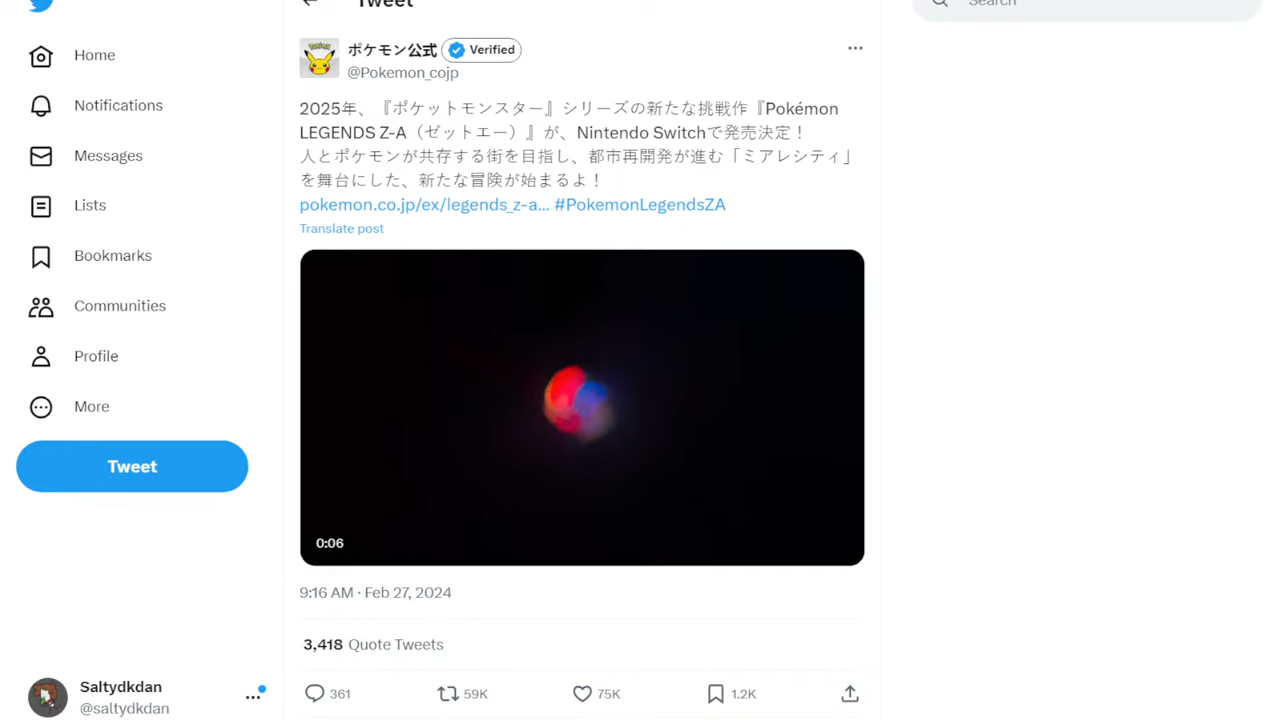 Tweet
Search
Home
Notifications
Messages
Lists
Bookmarks
Communities
Profile
More
Tweet
Saltydkdan
@saltydkdan
ポケモン公式 Verified
@Pokemon_cojp
2025年、『ポケットモンスター』シリーズの新たな挑戦作『Pokémon
LEGENDS Z-A（ゼットエー）』が、Nintendo Switchで発売決定！
人とポケモンが共存する街を目指し、都市再開発が進む「ミアレシティ」
を舞台にした、新たな冒険が始まるよ！
pokemon.co.jp/ex/legends_z-a… #PokemonLegendsZA
Translate post
0:06
9:16 AM · Feb 27, 2024
3,418 Quote Tweets
361 59K 75K 1.2K